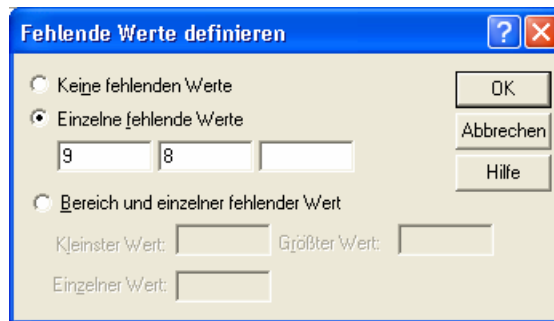 Fehlende Werte definieren
Keine fehlenden Werte
OK
Einzelne fehlende Werte
Abbrechen
9 8
Hilfe
Bereich und einzelner fehlender Wert
Kleinster Wert: Größter Wert:
Einzelner Wert: